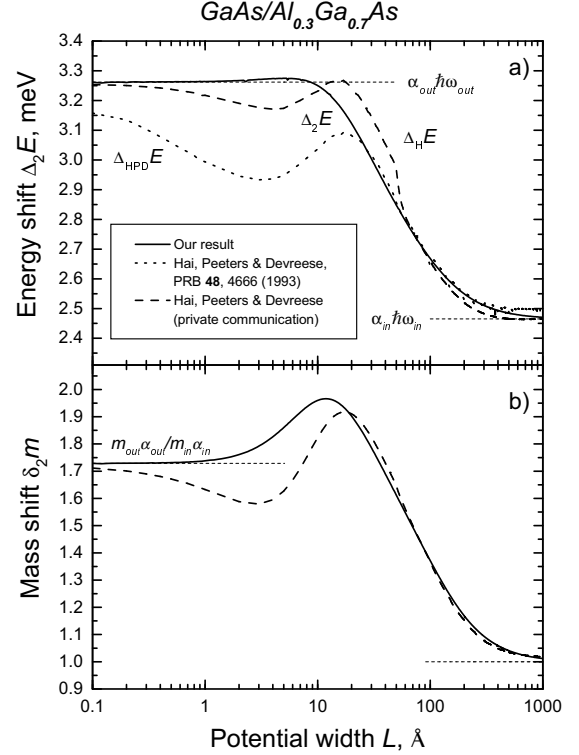 GaAs/Al0.3Ga0.7As
a)
3.4
3.3
3.2
3.1
3.0
2.9
2.8
2.7
2.6
2.5
2.4
Energy shift Δ2E, meV
αoutℏωout
Δ2E
ΔHE
ΔHPDE
Our result
Hai, Peeters & Devreese,
PRB 48, 4666 (1993)
Hai, Peeters & Devreese
(private communication)
αinℏωin
b)
2.0
1.9
1.8
1.7
1.6
1.5
1.4
1.3
1.2
1.1
1.0
0.9
Mass shift δ2m
moutαout/minαin
0.1 1 10 100 1000
Potential width L, Å